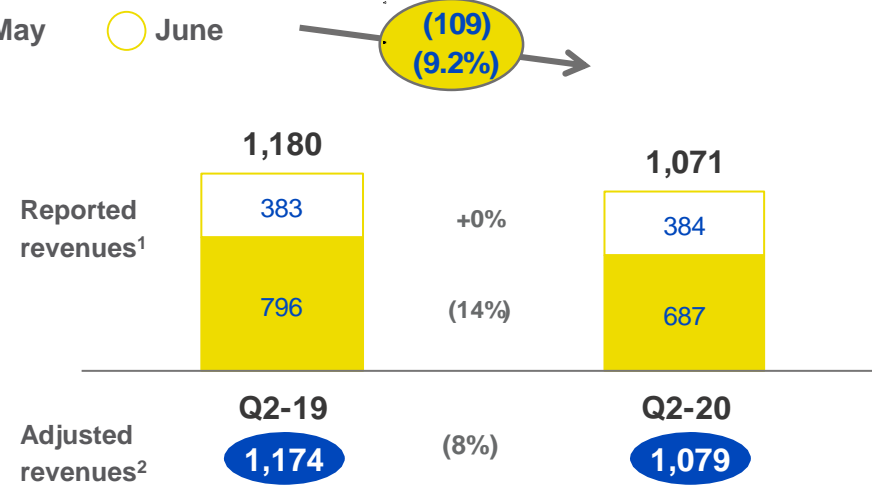 May
June
(109)
(9.2%)
1,180
1,071
Reported
revenues¹
383
+0%
384
796
(14%)
687
Q2-19
Q2-20
Adjusted
revenues²
1,174
(8%)
1,079